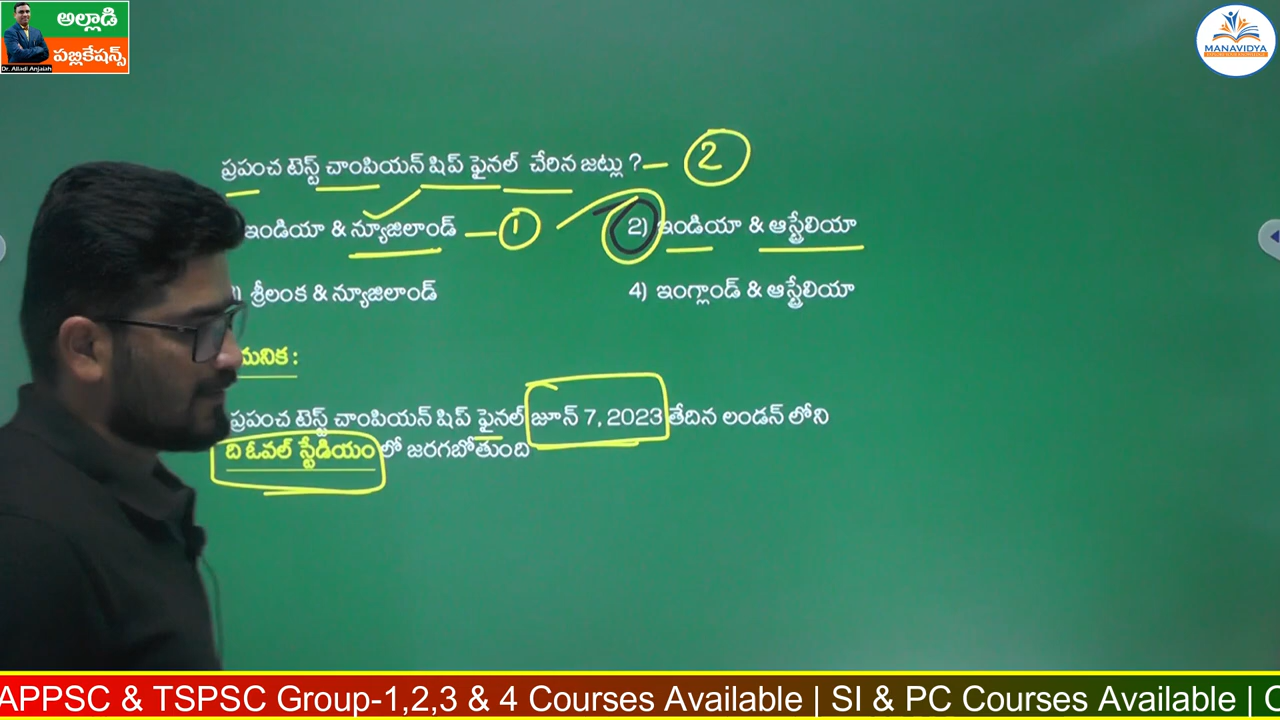 అల్లాడి
పబ్లికేషన్స్
Dr. Alladi Anjaiah
MANAVIDYA
ప్రపంచ టెస్ట్ చాంపియన్ షిప్ ఫైనల్ చేరిన జట్లు ? 2
ఇండియా & న్యూజిలాండ్ 1 2) ఇండియా & ఆస్ట్రేలియా
శ్రీలంక & న్యూజిలాండ్ 4) ఇంగ్లాండ్ & ఆస్ట్రేలియా
ప్రపంచ టెస్ట్ చాంపియన్ షిప్ ఫైనల్ జూన్ 7, 2023 తేదిన లండన్ లోని
ది ఓవల్ స్టేడియం లో జరగబోతుంది
APPSC & TSPSC Group-1,2,3 & 4 Courses Available | SI & PC Courses Available |